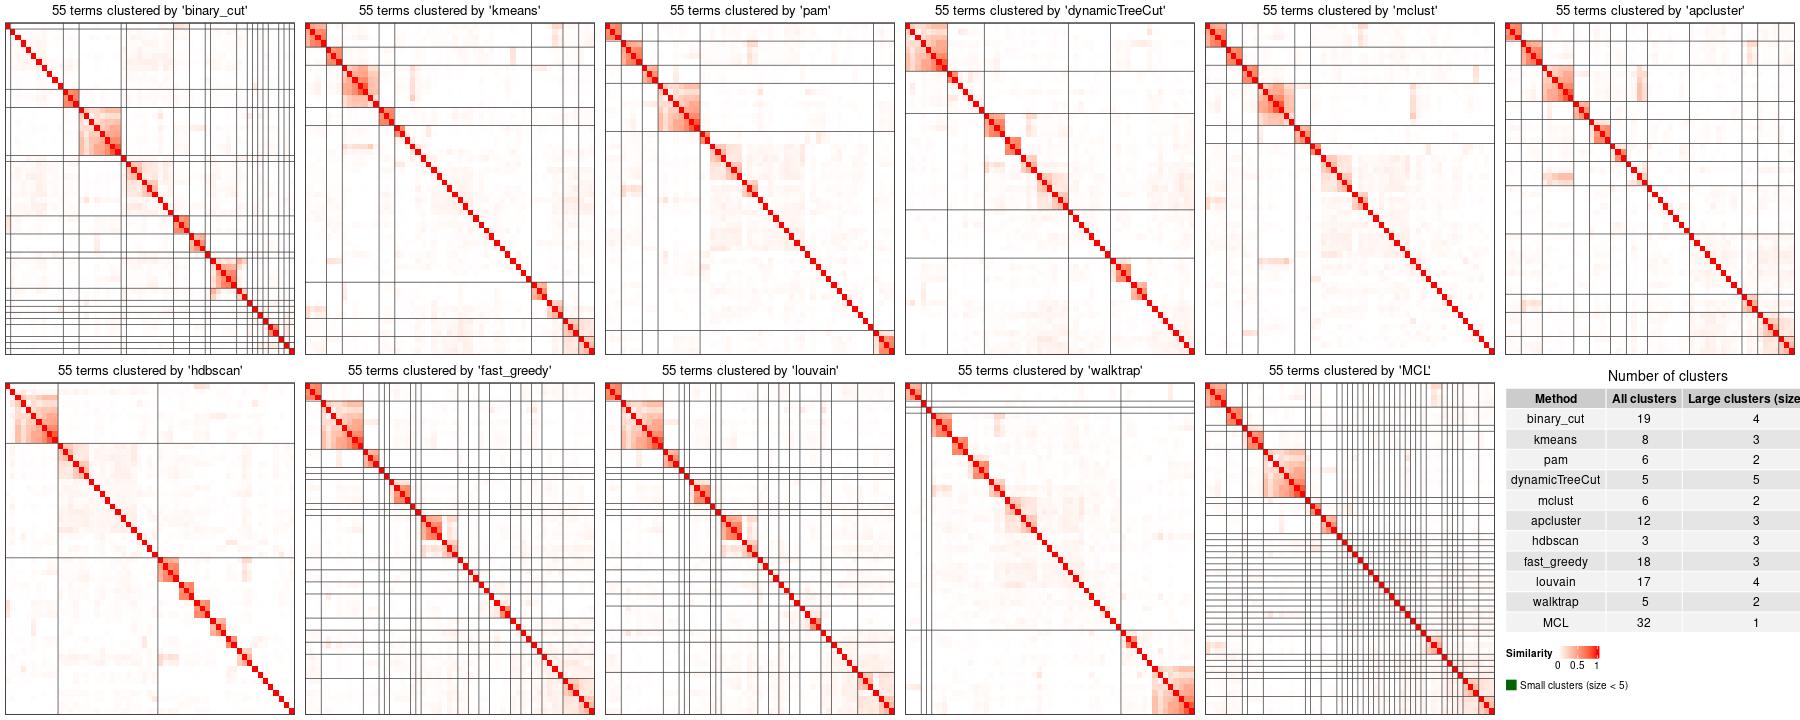 55 terms clustered by 'binary_cut'
55 terms clustered by 'kmeans'
55 terms clustered by 'pam'
55 terms clustered by 'dynamicTreeCut'
55 terms clustered by 'mclust'
55 terms clustered by 'apcluster'
55 terms clustered by 'hdbscan'
55 terms clustered by 'fast_greedy'
55 terms clustered by 'louvain'
55 terms clustered by 'walktrap'
55 terms clustered by 'MCL'
Number of clusters
Method All clusters Large clusters (size
binary_cut 19 4
kmeans 8 3
pam 6 2
dynamicTreeCut 5 5
mclust 6 2
apcluster 12 3
hdbscan 3 3
fast_greedy 18 3
louvain 17 4
walktrap 5 2
MCL 32 1
Similarity
0 0.5 1
Small clusters (size < 5)